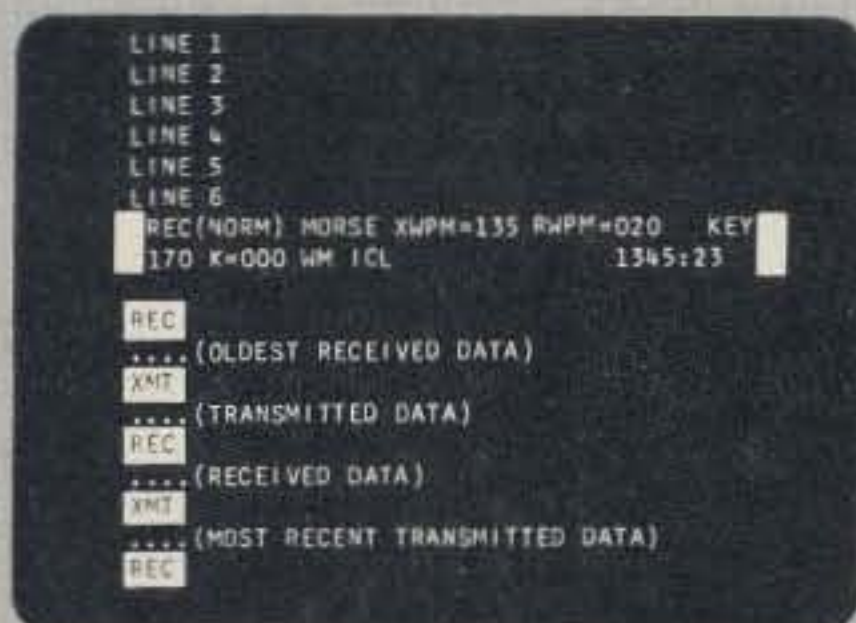 LINE 1
LINE 2
LINE 3
LINE 4
LINE 5
LINE 6
REC(NORM) MORSE XWPM=135 RWPM=020 KEY
170 K=000 WM ICL 1345:23
REC
....(OLDEST RECEIVED DATA)
XMT
....(TRANSMITTED DATA)
REC
....(RECEIVED DATA)
XMT
....(MOST RECENT TRANSMITTED DATA)
REC